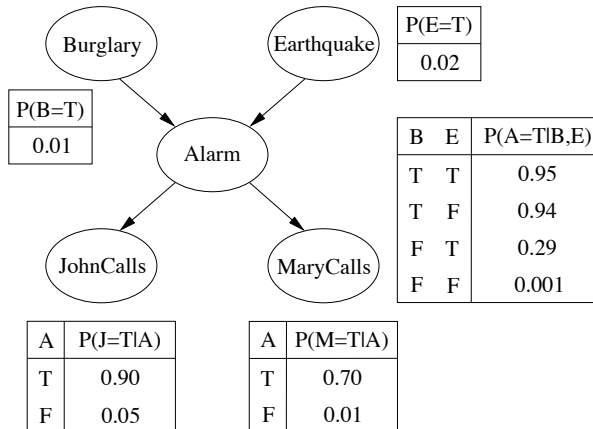 Burglary
Earthquake
P(E=T)
0.02
P(B=T)
0.01
Alarm
B E P(A=T|B,E)
T T 0.95
T F 0.94
F T 0.29
F F 0.001
JohnCalls
MaryCalls
A P(J=T|A)
T 0.90
F 0.05
A P(M=T|A)
T 0.70
F 0.01